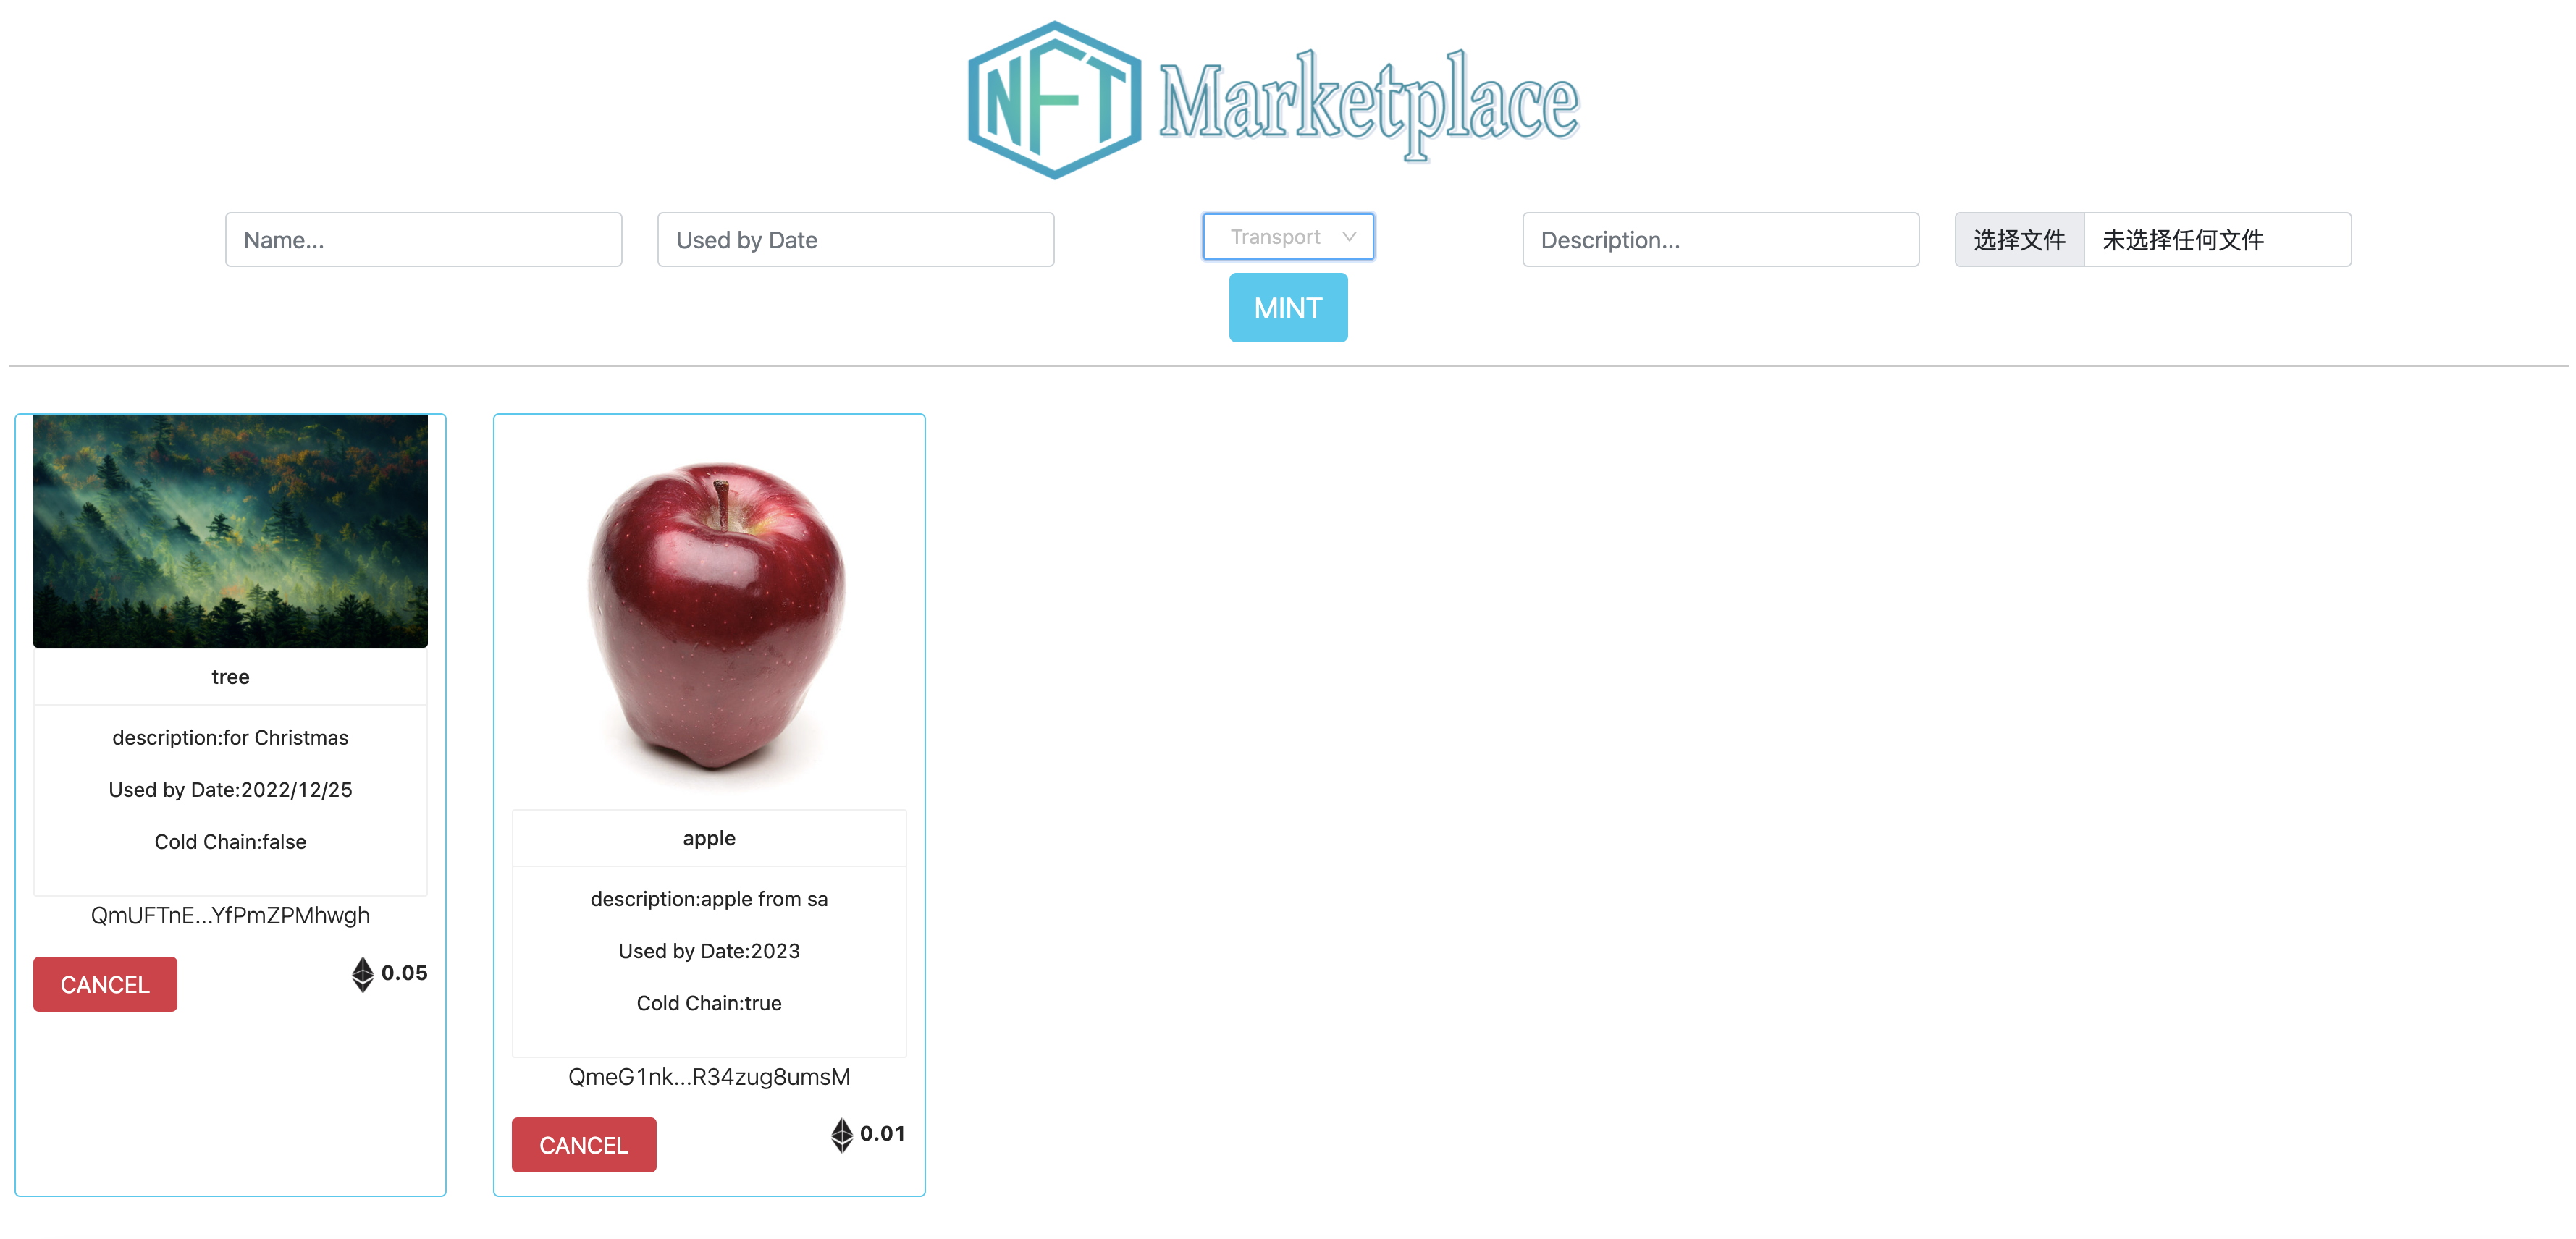 NFT Marketplace
Name...
Used by Date
Transport
Description...
选择文件 未选择任何文件
MINT
tree
description:for Christmas
Used by Date:2022/12/25
Cold Chain:false
QmUFTnE...YfPmZPMhwgh
CANCEL
0.05
apple
description:apple from sa
Used by Date:2023
Cold Chain:true
QmeG1nk...R34zug8umsM
CANCEL
0.01